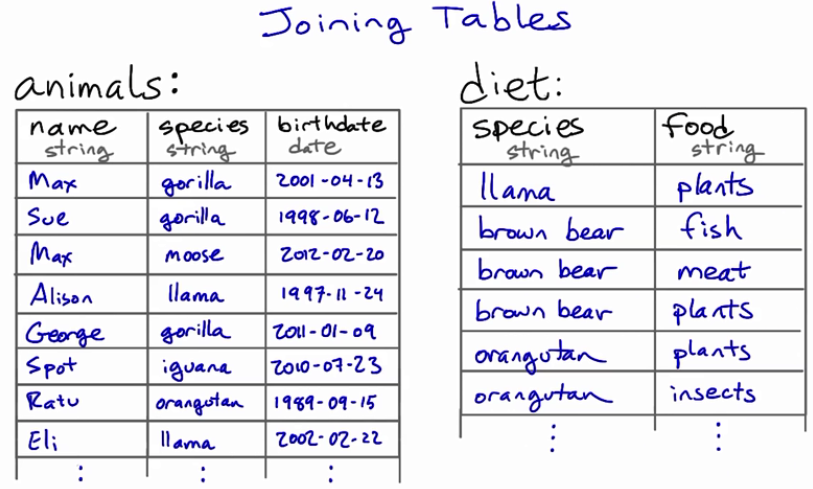 Joining Tables
animals:
name species birthdate
string string date
Max gorilla 2001-04-13
Sue gorilla 1998-06-12
Max moose 2012-02-20
Alison llama 1997-11-24
George gorilla 2011-01-09
Spot iguana 2010-07-23
Ratu orangutan 1989-09-15
Eli llama 2002-02-22
diet:
species food
string string
llama plants
brown bear fish
brown bear meat
brown bear plants
orangutan plants
orangutan insects